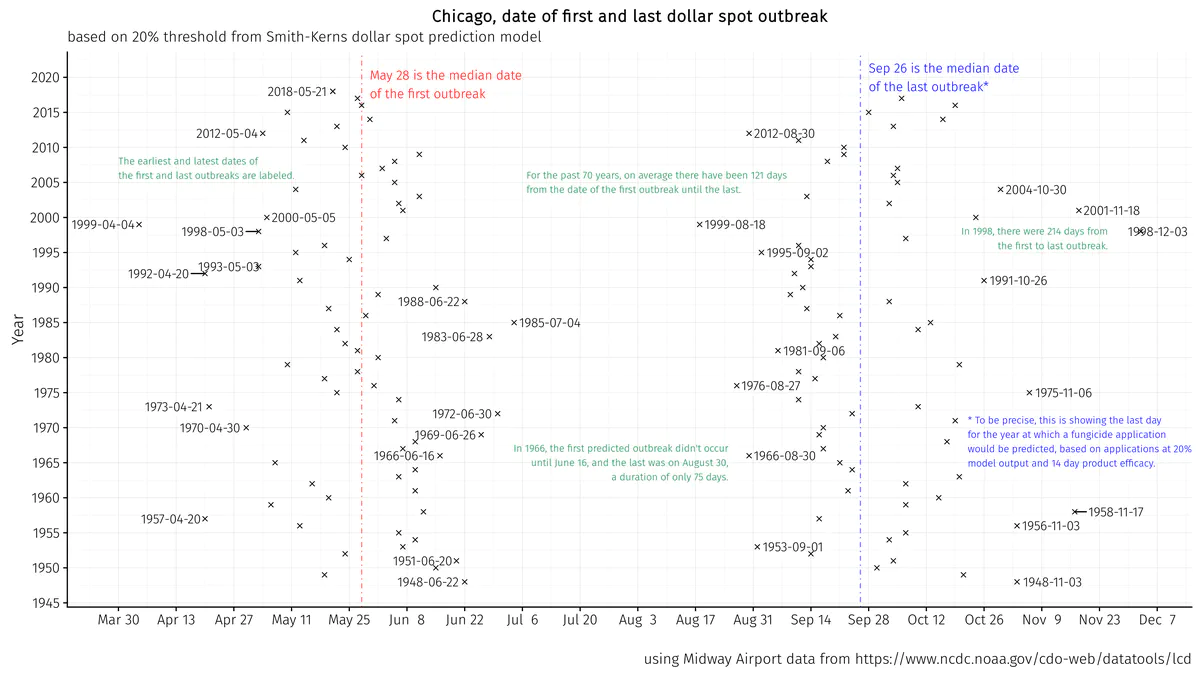 Chicago, date of first and last dollar spot outbreak
based on 20% threshold from Smith-Kerns dollar spot prediction model
May 28 is the median date
of the first outbreak
Sep 26 is the median date
of the last outbreak*
2020
2015
2010
2005
2000
1995
1990
1985
1980
1975
1970
1965
1960
1955
1950
1945
Year
2018-05-21
2012-05-04
2012-08-30
The earliest and latest dates of
the first and last outbreaks are labeled.
For the past 70 years, on average there have been 121 days
from the date of the first outbreak until the last.
2004-10-30
2001-11-18
2000-05-05
1999-04-04
1999-08-18
1998-05-03
1998-12-03
In 1998, there were 214 days from
the first to last outbreak.
1995-09-02
1993-05-03
1992-04-20
1991-10-26
1988-06-22
1985-07-04
1983-06-28
1981-09-06
1976-08-27
1975-11-06
1973-04-21
1972-06-30
1970-04-30
1969-06-26
* To be precise, this is showing the last day
for the year at which a fungicide application
would be predicted, based on applications at 20%
model output and 14 day product efficacy.
In 1966, the first predicted outbreak didn't occur
until June 16, and the last was on August 30,
a duration of only 75 days.
1966-06-16
1966-08-30
1958-11-17
1957-04-20
1956-11-03
1953-09-01
1951-06-20
1948-06-22
1948-11-03
Mar 30
Apr 13
Apr 27
May 11
May 25
Jun 8
Jun 22
Jul 6
Jul 20
Aug 3
Aug 17
Aug 31
Sep 14
Sep 28
Oct 12
Oct 26
Nov 9
Nov 23
Dec 7
using Midway Airport data from https://www.ncdc.noaa.gov/cdo-web/datatools/lcd